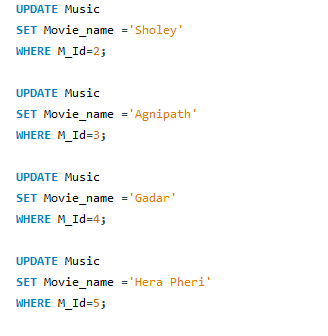 UPDATE Music
SET Movie_name ='Sholey'
WHERE M_Id=2;
UPDATE Music
SET Movie_name ='Agnipath'
WHERE M_Id=3;
UPDATE Music
SET Movie_name ='Gadar'
WHERE M_Id=4;
UPDATE Music
SET Movie_name ='Hera Pheri'
WHERE M_Id=5;